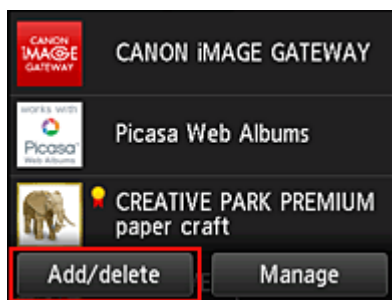 CANON
iMAGE
GATEWAY
CANON iMAGE GATEWAY
works with
Picasa
Web Albums
Picasa Web Albums
CREATIVE PARK PREMIUM
paper craft
Add/delete
Manage